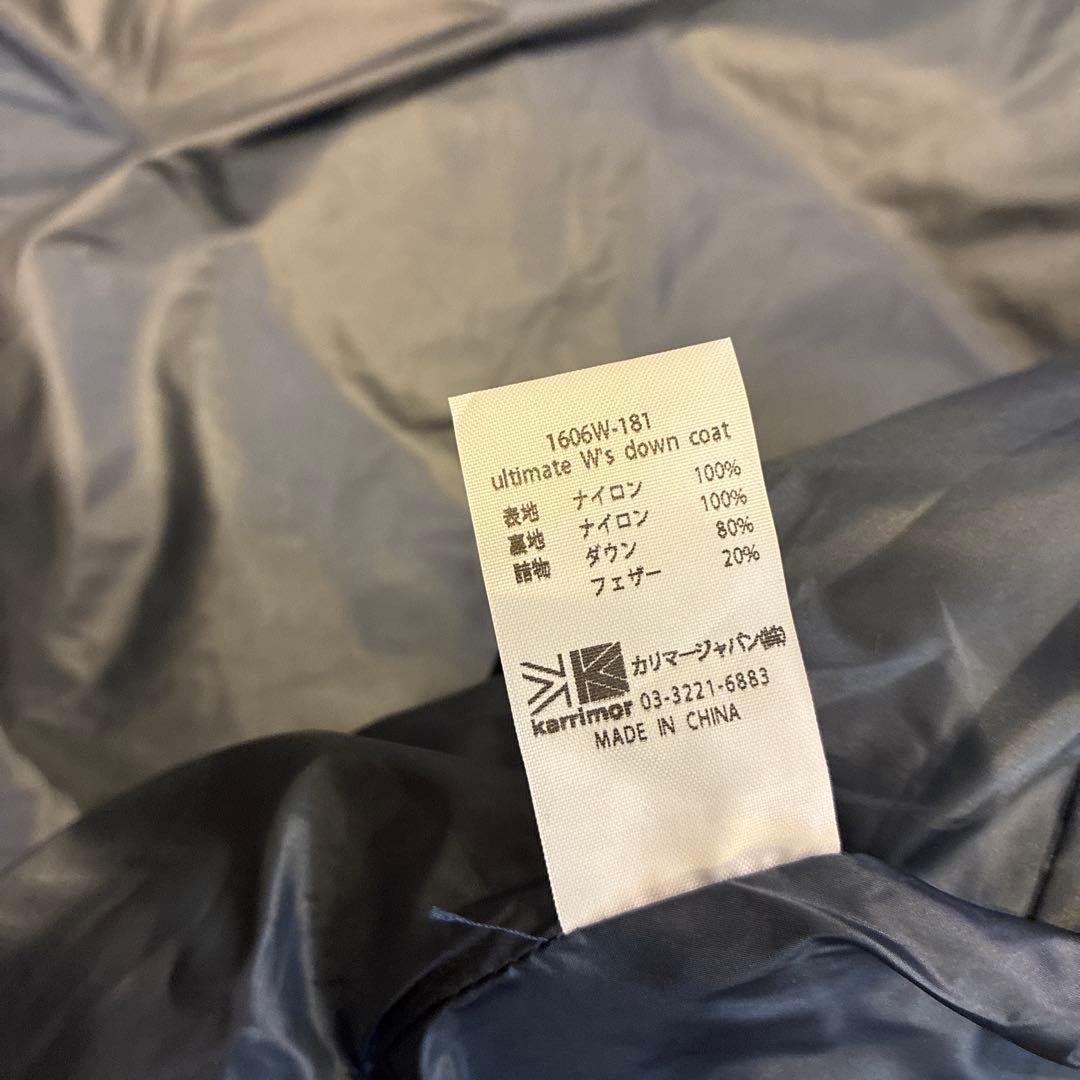 1606W-181
ultimate W's down coat
表地 ナイロン 100%
裏地 ナイロン 100%
詰物 ダウン 80%
フェザー 20%
カリマージャパン㈱
karrimor 03-3221-6883
MADE IN CHINA